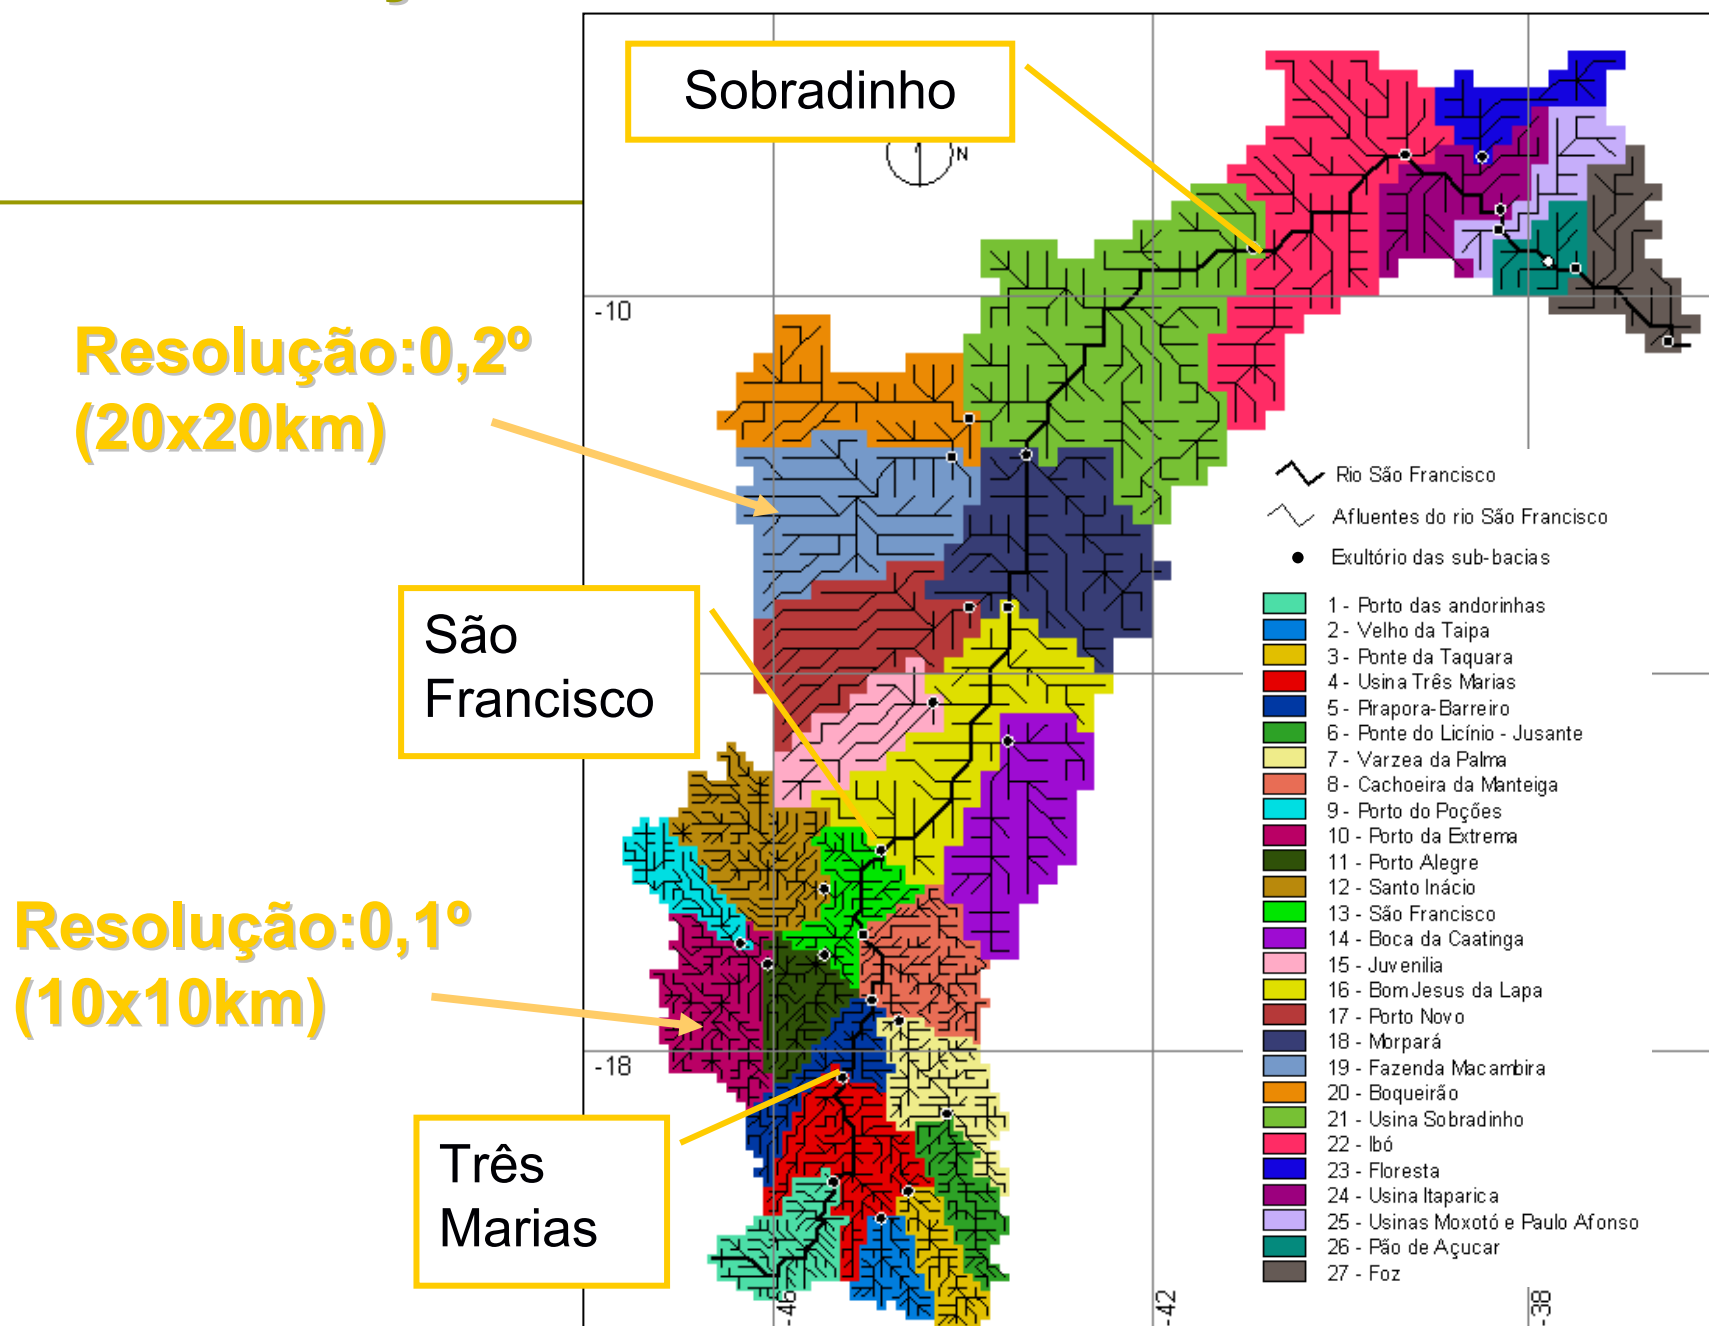 Sobradinho
N
-10
Resolução:0,2º
(20x20km)
Rio São Francisco
Afluentes do rio São Francisco
Exultório das sub-bacias
São
Francisco
1 - Porto das andorinhas
2 - Velho da Taipa
3 - Ponte da Taquara
4 - Usina Três Marias
5 - Pirapora-Barreiro
6 - Ponte do Licínio - Jusante
7 - Varzea da Palma
8 - Cachoeira da Manteiga
9 - Porto do Poções
10 - Porto da Extrema
11 - Porto Alegre
12 - Santo Inácio
13 - São Francisco
14 - Boca da Caatinga
15 - Juvenilia
16 - Bom Jesus da Lapa
17 - Porto Novo
18 - Morpará
19 - Fazenda Macambira
20 - Boqueirão
21 - Usina Sobradinho
22 - Ibó
23 - Floresta
24 - Usina Itaparica
25 - Usinas Moxotó e Paulo Afonso
26 - Pão de Açucar
27 - Foz
Resolução:0,1º
(10x10km)
-18
Três
Marias
-46
-42
-38